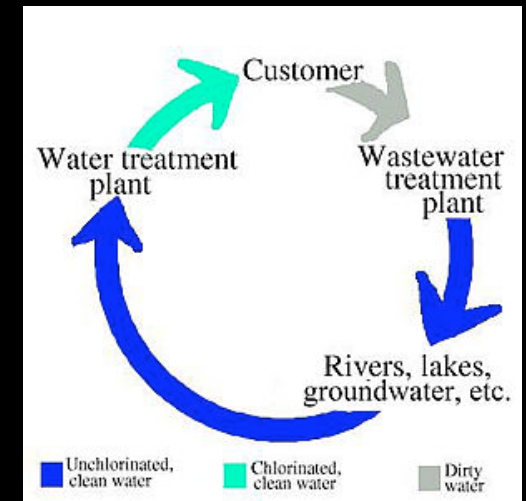 Customer
Water treatment
plant
Wastewater
treatment
plant
Rivers, lakes,
groundwater, etc.
Unchlorinated,
clean water
Chlorinated,
clean water
Dirty
water